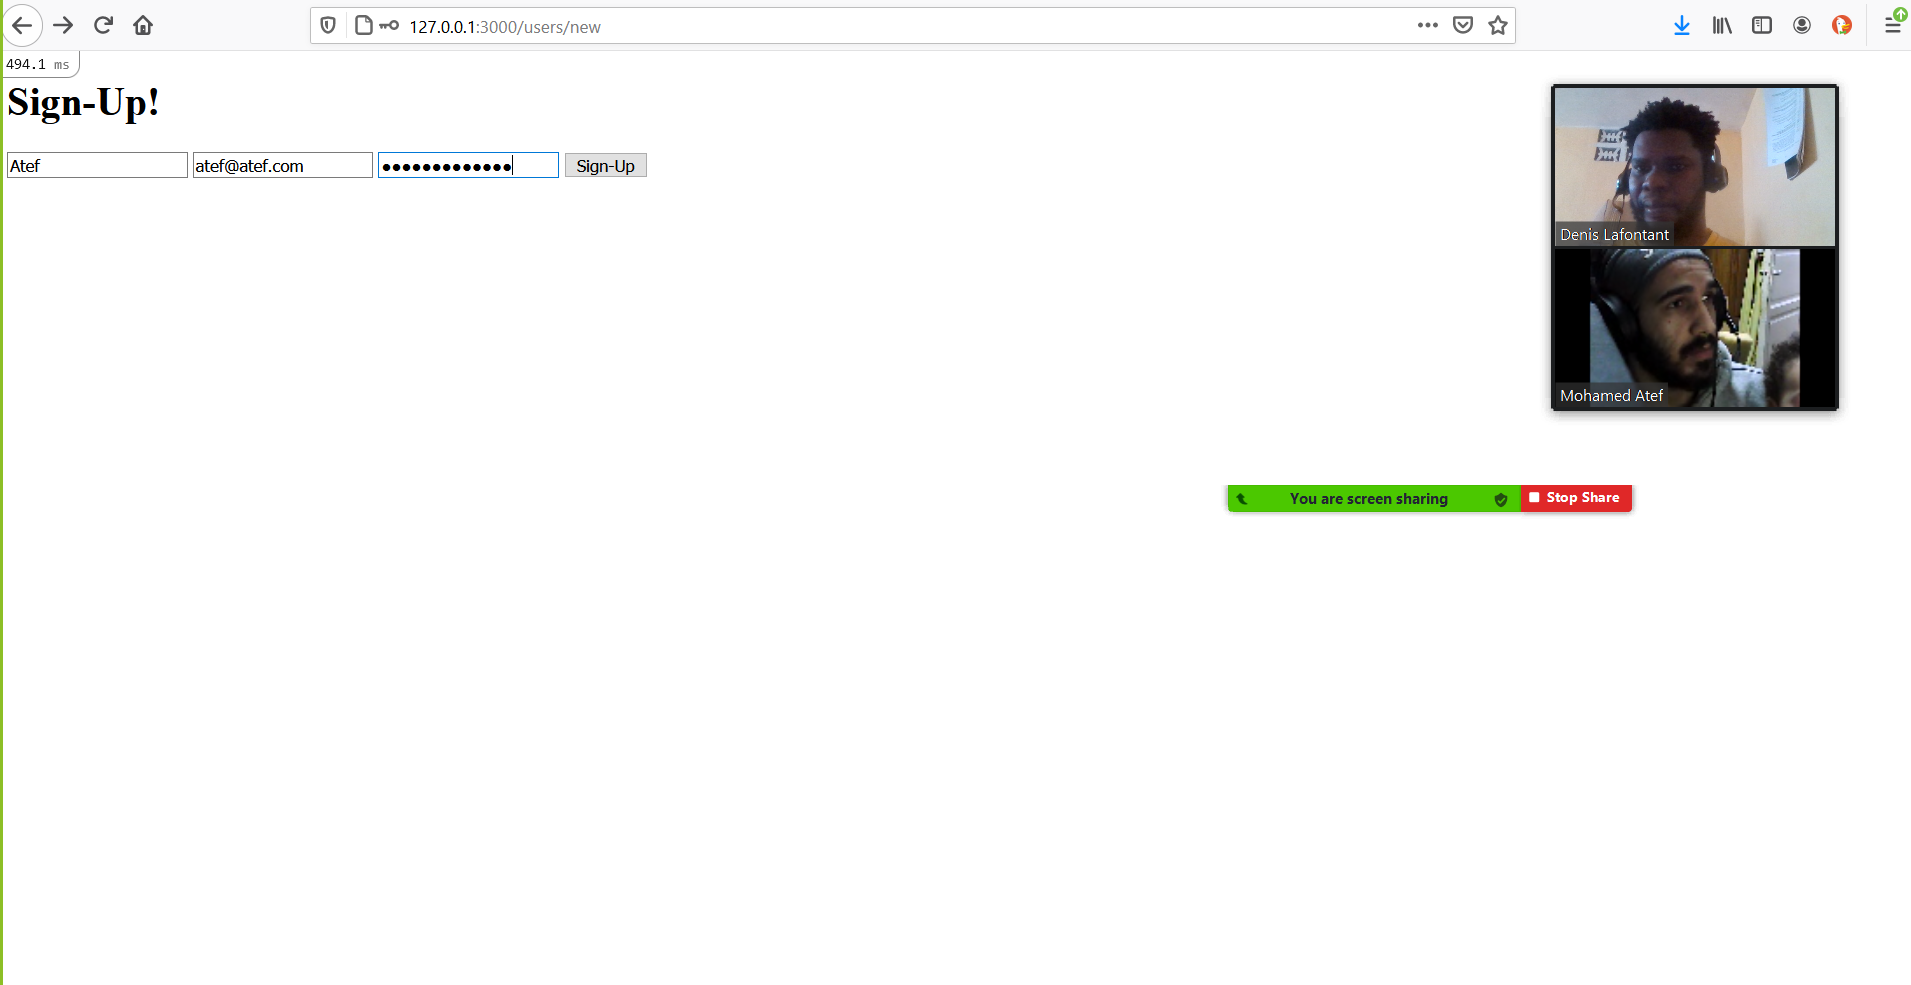 127.0.0.1:3000/users/new
494.1 ms
Sign-Up!
Atef
atef@atef.com
•••••••••••••
Sign-Up
Denis Lafontant
Mohamed Atef
You are screen sharing
Stop Share